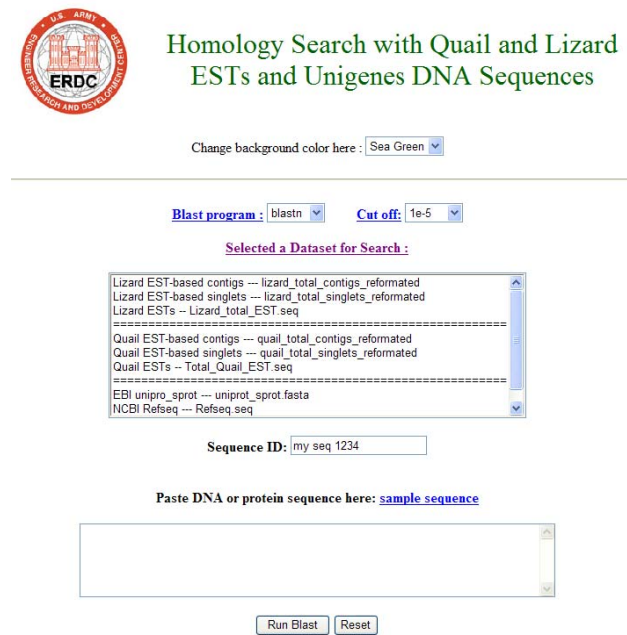 U.S. ARMY
ENGINEER RESEARCH AND DEVELOPMENT CENTER
ERDC
Homology Search with Quail and Lizard
ESTs and Unigenes DNA Sequences
Change background color here : Sea Green
Blast program : blastn Cut off: 1e-5
Selected a Dataset for Search :
Lizard EST-based contigs --- lizard_total_contigs_reformated
Lizard EST-based singlets --- lizard_total_singlets_reformated
Lizard ESTs -- Lizard_total_EST.seq
========================================================
Quail EST-based contigs --- quail_total_contigs_reformated
Quail EST-based singlets --- quail_total_singlets_reformated
Quail ESTs -- Total_Quail_EST.seq
========================================================
EBI unipro_sprot --- uniprot_sprot.fasta
NCBI Refseq --- Refseq.seq
Sequence ID: my seq 1234
Paste DNA or protein sequence here: sample sequence
Run Blast Reset